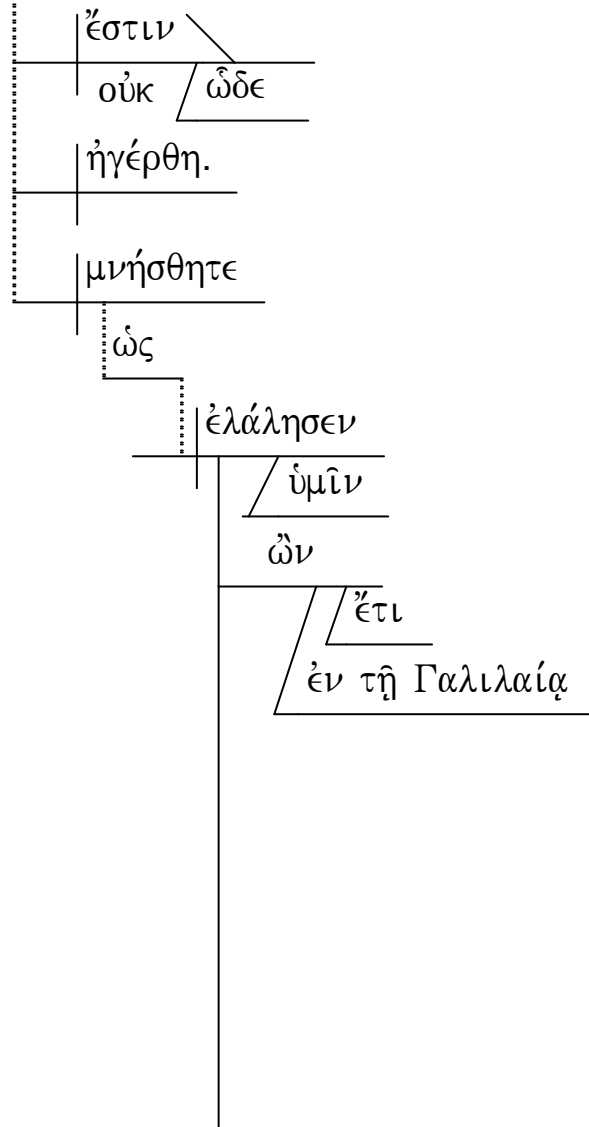 ἔστιν
οὐκ ὧδε
ἠγέρθη.
μνήσθητε
ὡς
ἐλάλησεν
ὑμῖν
ὢν
ἔτι
ἐν τῇ Γαλιλαίᾳ